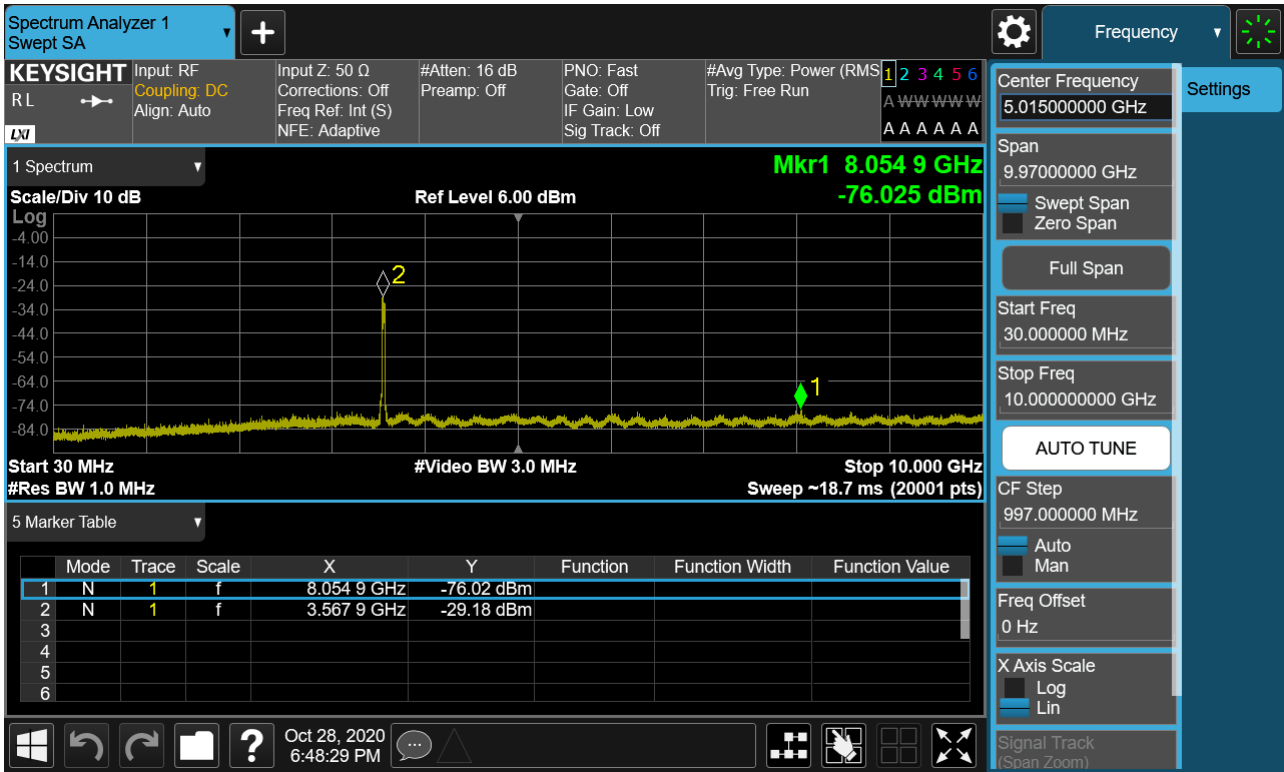 Spectrum Analyzer 1
Swept SA
Frequency
KEYSIGHT
R L
LXI
Input: RF
Coupling: DC
Align: Auto
Input Z: 50 Ω
Corrections: Off
Freq Ref: Int (S)
NFE: Adaptive
#Atten: 16 dB
Preamp: Off
PNO: Fast
Gate: Off
IF Gain: Low
Sig Track: Off
#Avg Type: Power (RMS
Trig: Free Run
1 2 3 4 5 6
A W W W W W
A A A A A A
1 Spectrum
Mkr1 8.054 9 GHz
-76.025 dBm
Scale/Div 10 dB
Ref Level 6.00 dBm
Log
-4.00
-14.0
-24.0
-34.0
-44.0
-54.0
-64.0
-74.0
-84.0
2
1
Start 30 MHz
#Video BW 3.0 MHz
Stop 10.000 GHz
#Res BW 1.0 MHz
Sweep ~18.7 ms (20001 pts)
5 Marker Table
Mode Trace Scale X Y Function Function Width Function Value
1 N 1 f 8.054 9 GHz -76.02 dBm
2 N 1 f 3.567 9 GHz -29.18 dBm
3
4
5
6
Oct 28, 2020
6:48:29 PM
Settings
Center Frequency
5.015000000 GHz
Span
9.97000000 GHz
Swept Span
Zero Span
Full Span
Start Freq
30.000000 MHz
Stop Freq
10.000000000 GHz
AUTO TUNE
CF Step
997.000000 MHz
Auto
Man
Freq Offset
0 Hz
X Axis Scale
Log
Lin
Signal Track
(Span Zoom)